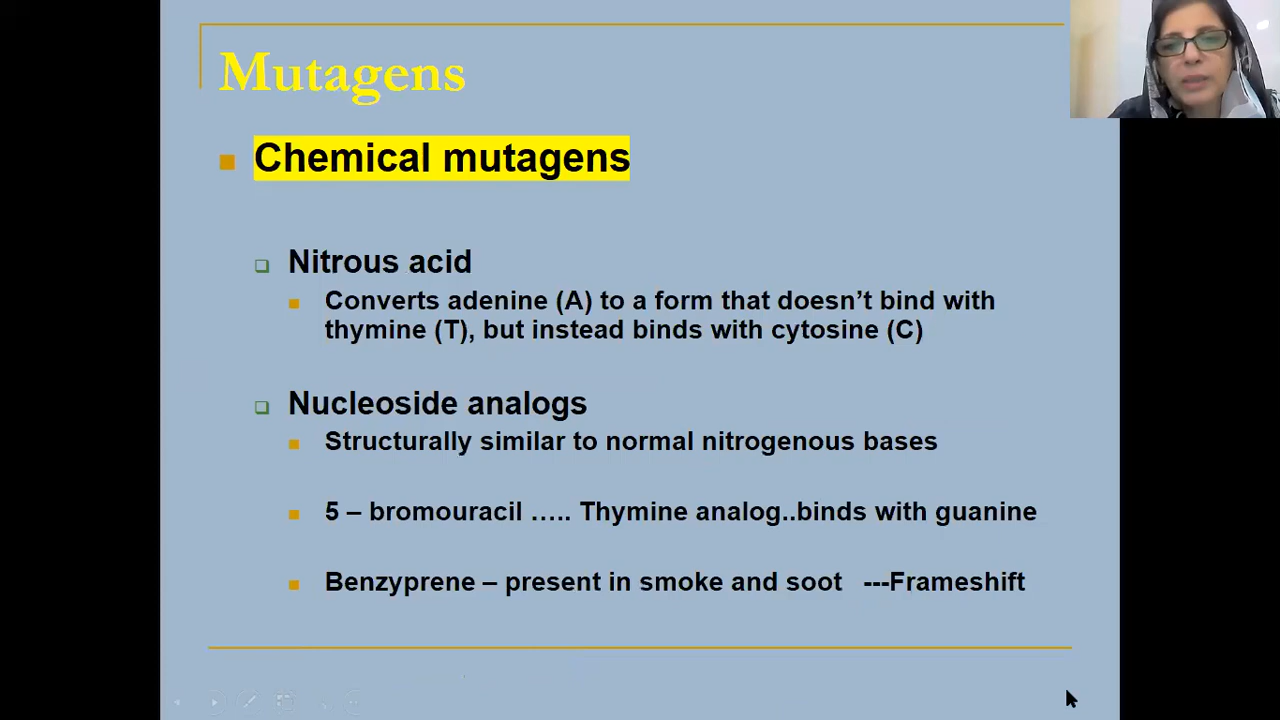 Mutagens
Chemical mutagens
Nitrous acid
Converts adenine (A) to a form that doesn’t bind with
thymine (T), but instead binds with cytosine (C)
Nucleoside analogs
Structurally similar to normal nitrogenous bases
5 – bromouracil ….. Thymine analog..binds with guanine
Benzyprene – present in smoke and soot ---Frameshift